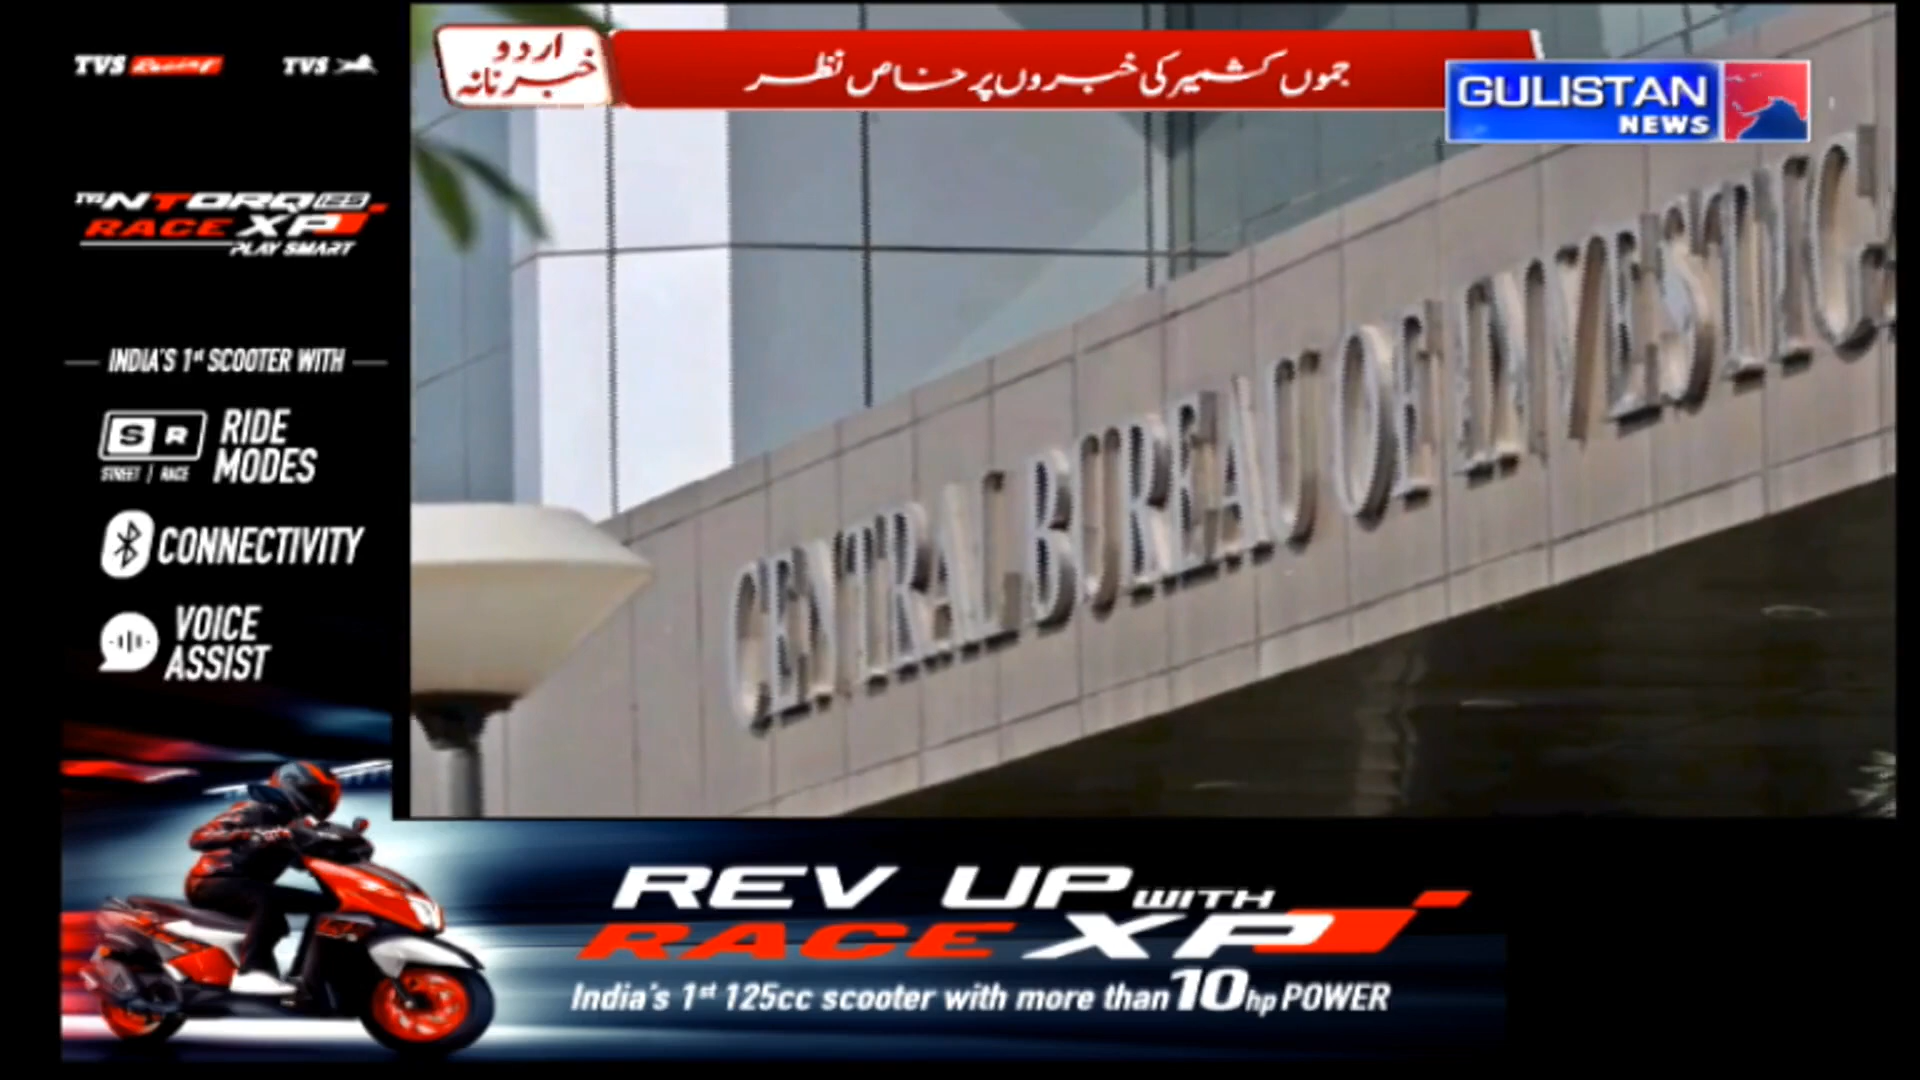 TVS Racing
TVS
TVS NTORQ 125
RACE XP
PLAY SMART
INDIA'S 1st SCOOTER WITH
S R
STREET / RACE
RIDE
MODES
CONNECTIVITY
VOICE
ASSIST
اردو
خبرنامہ
جموں کشمیر کی خبروں پر خاص نظر
GULISTAN
NEWS
CENTRAL BUREAU OF INVESTIGA
REV UP WITH
RACE XP
India's 1st 125cc scooter with more than 10hp POWER